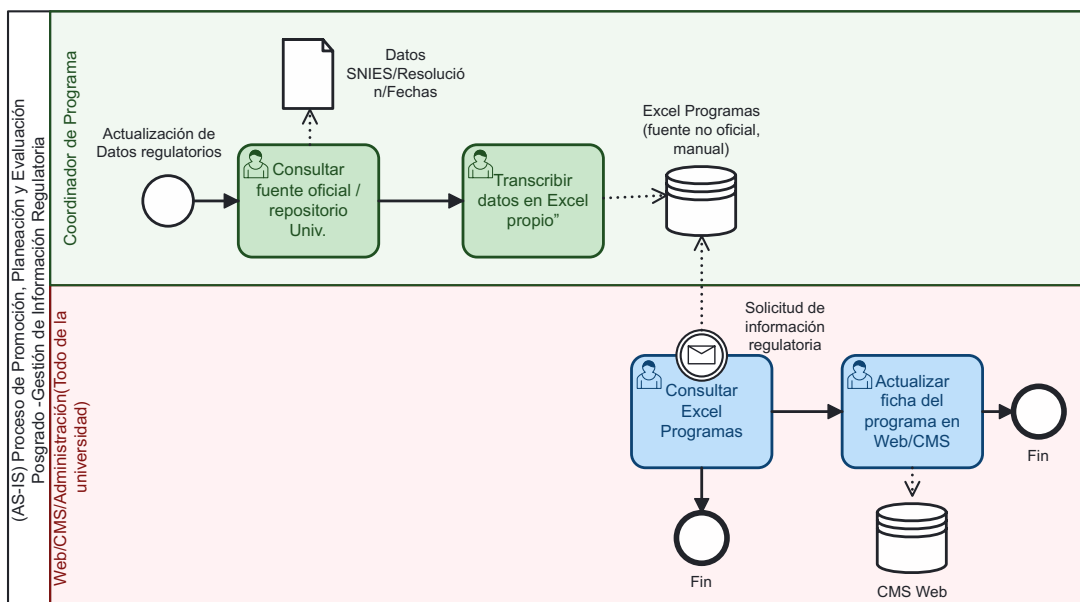 (AS-IS) Proceso de Promoción, Planeación y Evaluación
Posgrado -Gestión de Información Regulatoria
Coordinador de Programa
Datos
SNIES/Resolució
n/Fechas
Actualización de
Datos regulatorios
Consultar
fuente oficial /
repositorio
Univ.
Transcribir
datos en Excel
propio”
Excel Programas
(fuente no oficial,
manual)
Web/CMS/Administración(Todo de la
universidad)
Solicitud de
información
regulatoria
Consultar
Excel
Programas
Actualizar
ficha del
programa en
Web/CMS
Fin
Fin
CMS Web